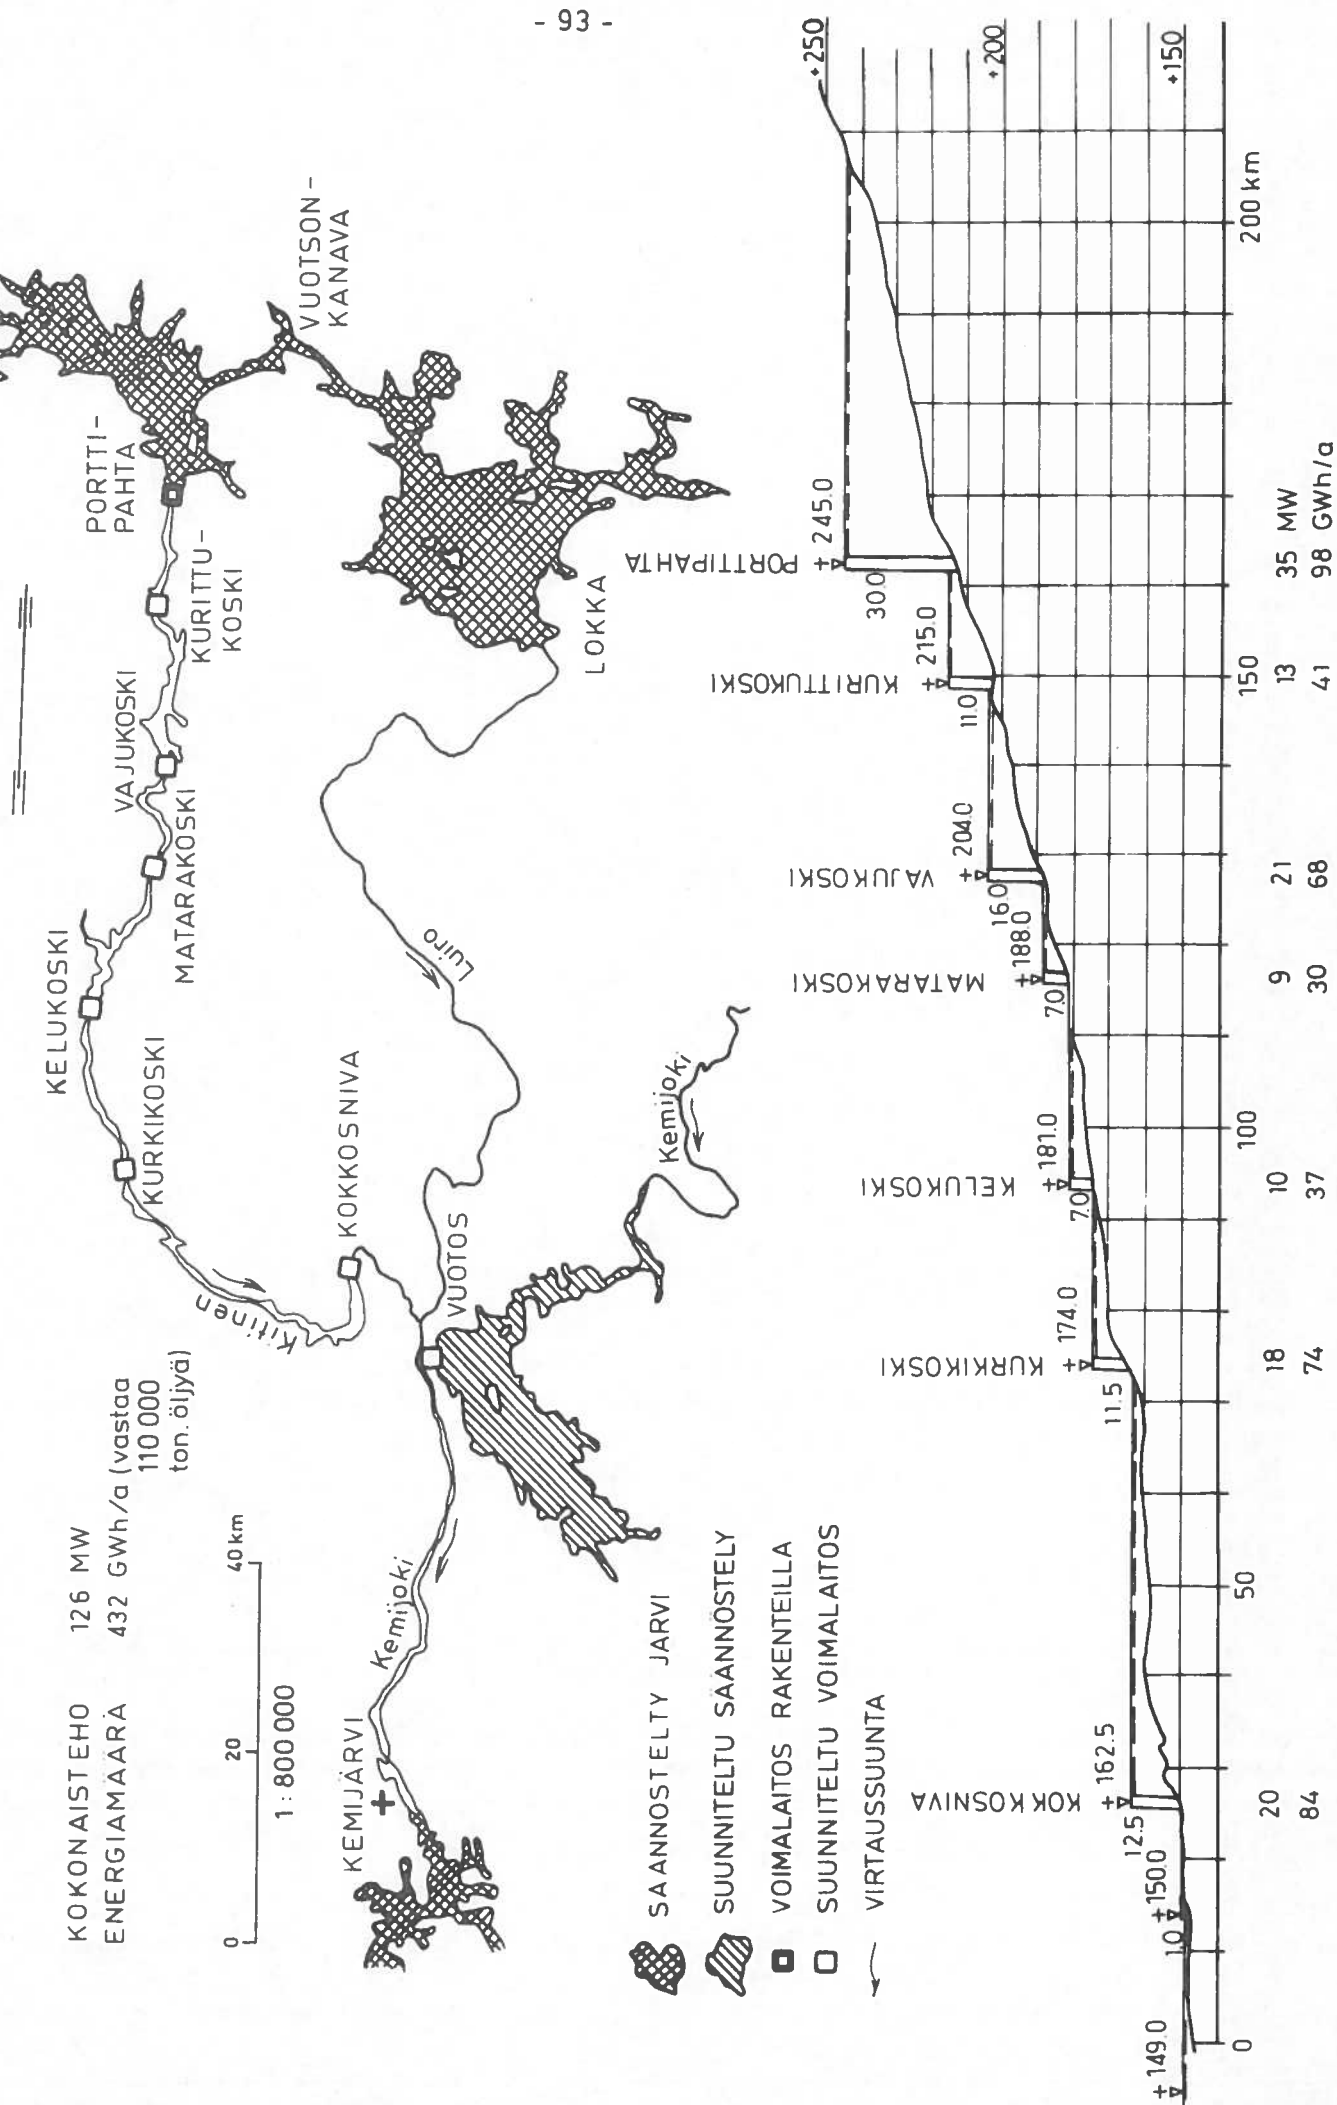 - 93 -
KOKONAISTEHO 126 MW
ENERGIAMÄÄRÄ 432 GWh/a (vastaa
110 000
ton. öljyä)
0 20 40 km
1:800 000
KELUKOSKI
KURKIKOSKI
VAJUKOSKI
MATARAKOSKI
PORTTI-
PAHTA
KURITTU-
KOSKI
VUOTSON-
KANAVA
LOKKA
Kitinen
KOKKOSNIVA
Luiro
VUOTOS
Kemijoki
Kemijoki
KEMIJÄRVI
SÄÄNNOSTELTY JÄRVI
SUUNNITELTU SÄÄNNÖSTELY
VOIMALAITOS RAKENTEILLA
SUUNNITELTU VOIMALAITOS
VIRTAUSSUUNTA
KOKKOSNIVA
KURKIKOSKI
KELUKOSKI
MATARAKOSKI
VAJUKOSKI
KURITTUKOSKI
PORTTIPAHTA
+149.0
1.0
+150.0
12.5
+162.5
11.5
+174.0
7.0
+181.0
7.0
+188.0
16.0
+204.0
11.0
+215.0
30.0
+245.0
+250
+200
+150
0 50 100 150 200 km
20 18 10 9 21 13 35 MW
84 74 37 30 68 41 98 GWh/a